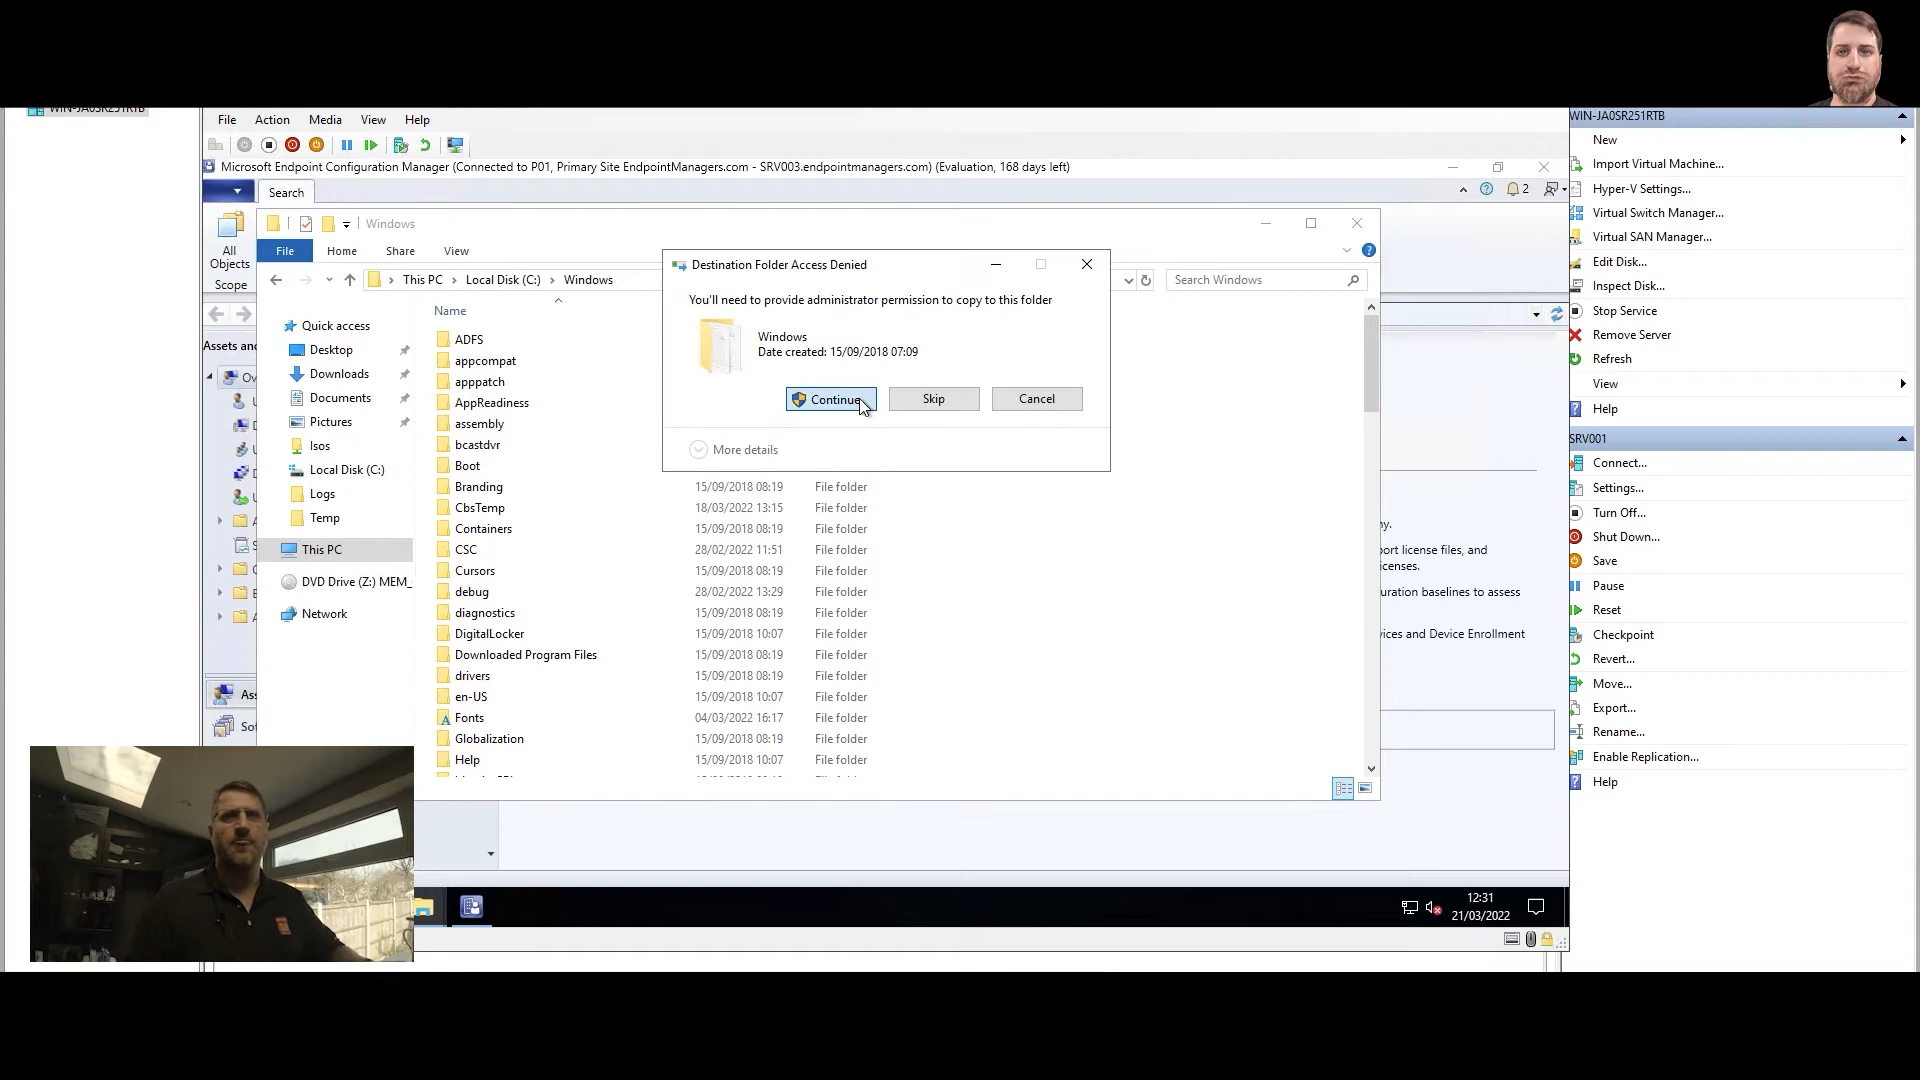 WIN-JA0SR251RTB
File Action Media View Help
Microsoft Endpoint Configuration Manager (Connected to P01, Primary Site EndpointManagers.com - SRV003.endpointmanagers.com) (Evaluation, 168 days left)
Search
2
All
Objects
Scope
Assets and
Ov
Ass
Sof
Windows
File Home Share View
This PC Local Disk (C:) Windows
Search Windows
Quick access
Desktop
Downloads
Documents
Pictures
Isos
Local Disk (C:)
Logs
Temp
This PC
DVD Drive (Z:) MEM_
Network
Name
ADFS
appcompat
apppatch
AppReadiness
assembly
bcastdvr
Boot
Branding 15/09/2018 08:19 File folder
CbsTemp 18/03/2022 13:15 File folder
Containers 15/09/2018 08:19 File folder
CSC 28/02/2022 11:51 File folder
Cursors 15/09/2018 08:19 File folder
debug 28/02/2022 13:29 File folder
diagnostics 15/09/2018 08:19 File folder
DigitalLocker 15/09/2018 10:07 File folder
Downloaded Program Files 15/09/2018 08:19 File folder
drivers 15/09/2018 08:19 File folder
en-US 15/09/2018 10:07 File folder
Fonts 04/03/2022 16:17 File folder
Globalization 15/09/2018 08:19 File folder
Help 15/09/2018 10:07 File folder
Destination Folder Access Denied
You'll need to provide administrator permission to copy to this folder
Windows
Date created: 15/09/2018 07:09
Continue Skip Cancel
More details
ny.
port license files, and
icenses.
uration baselines to assess
vices and Device Enrollment
12:31
21/03/2022
WIN-JA0SR251RTB
New
Import Virtual Machine...
Hyper-V Settings...
Virtual Switch Manager...
Virtual SAN Manager...
Edit Disk...
Inspect Disk...
Stop Service
Remove Server
Refresh
View
Help
SRV001
Connect...
Settings...
Turn Off...
Shut Down...
Save
Pause
Reset
Checkpoint
Revert...
Move...
Export...
Rename...
Enable Replication...
Help